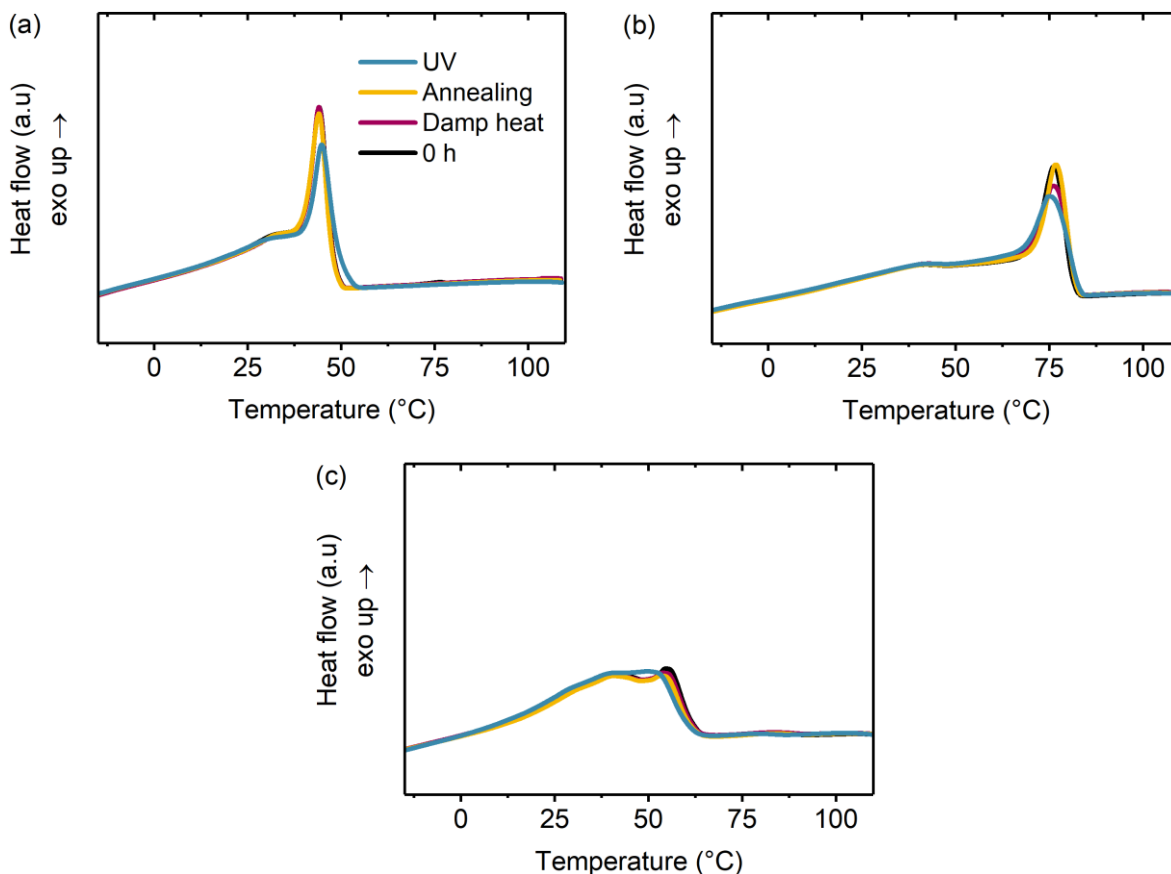 (a)
Heat flow (a.u)
exo up →
UV
Annealing
Damp heat
0 h
0 25 50 75 100
Temperature (°C)
(b)
Heat flow (a.u)
exo up →
0 25 50 75 100
Temperature (°C)
(c)
Heat flow (a.u)
exo up →
0 25 50 75 100
Temperature (°C)